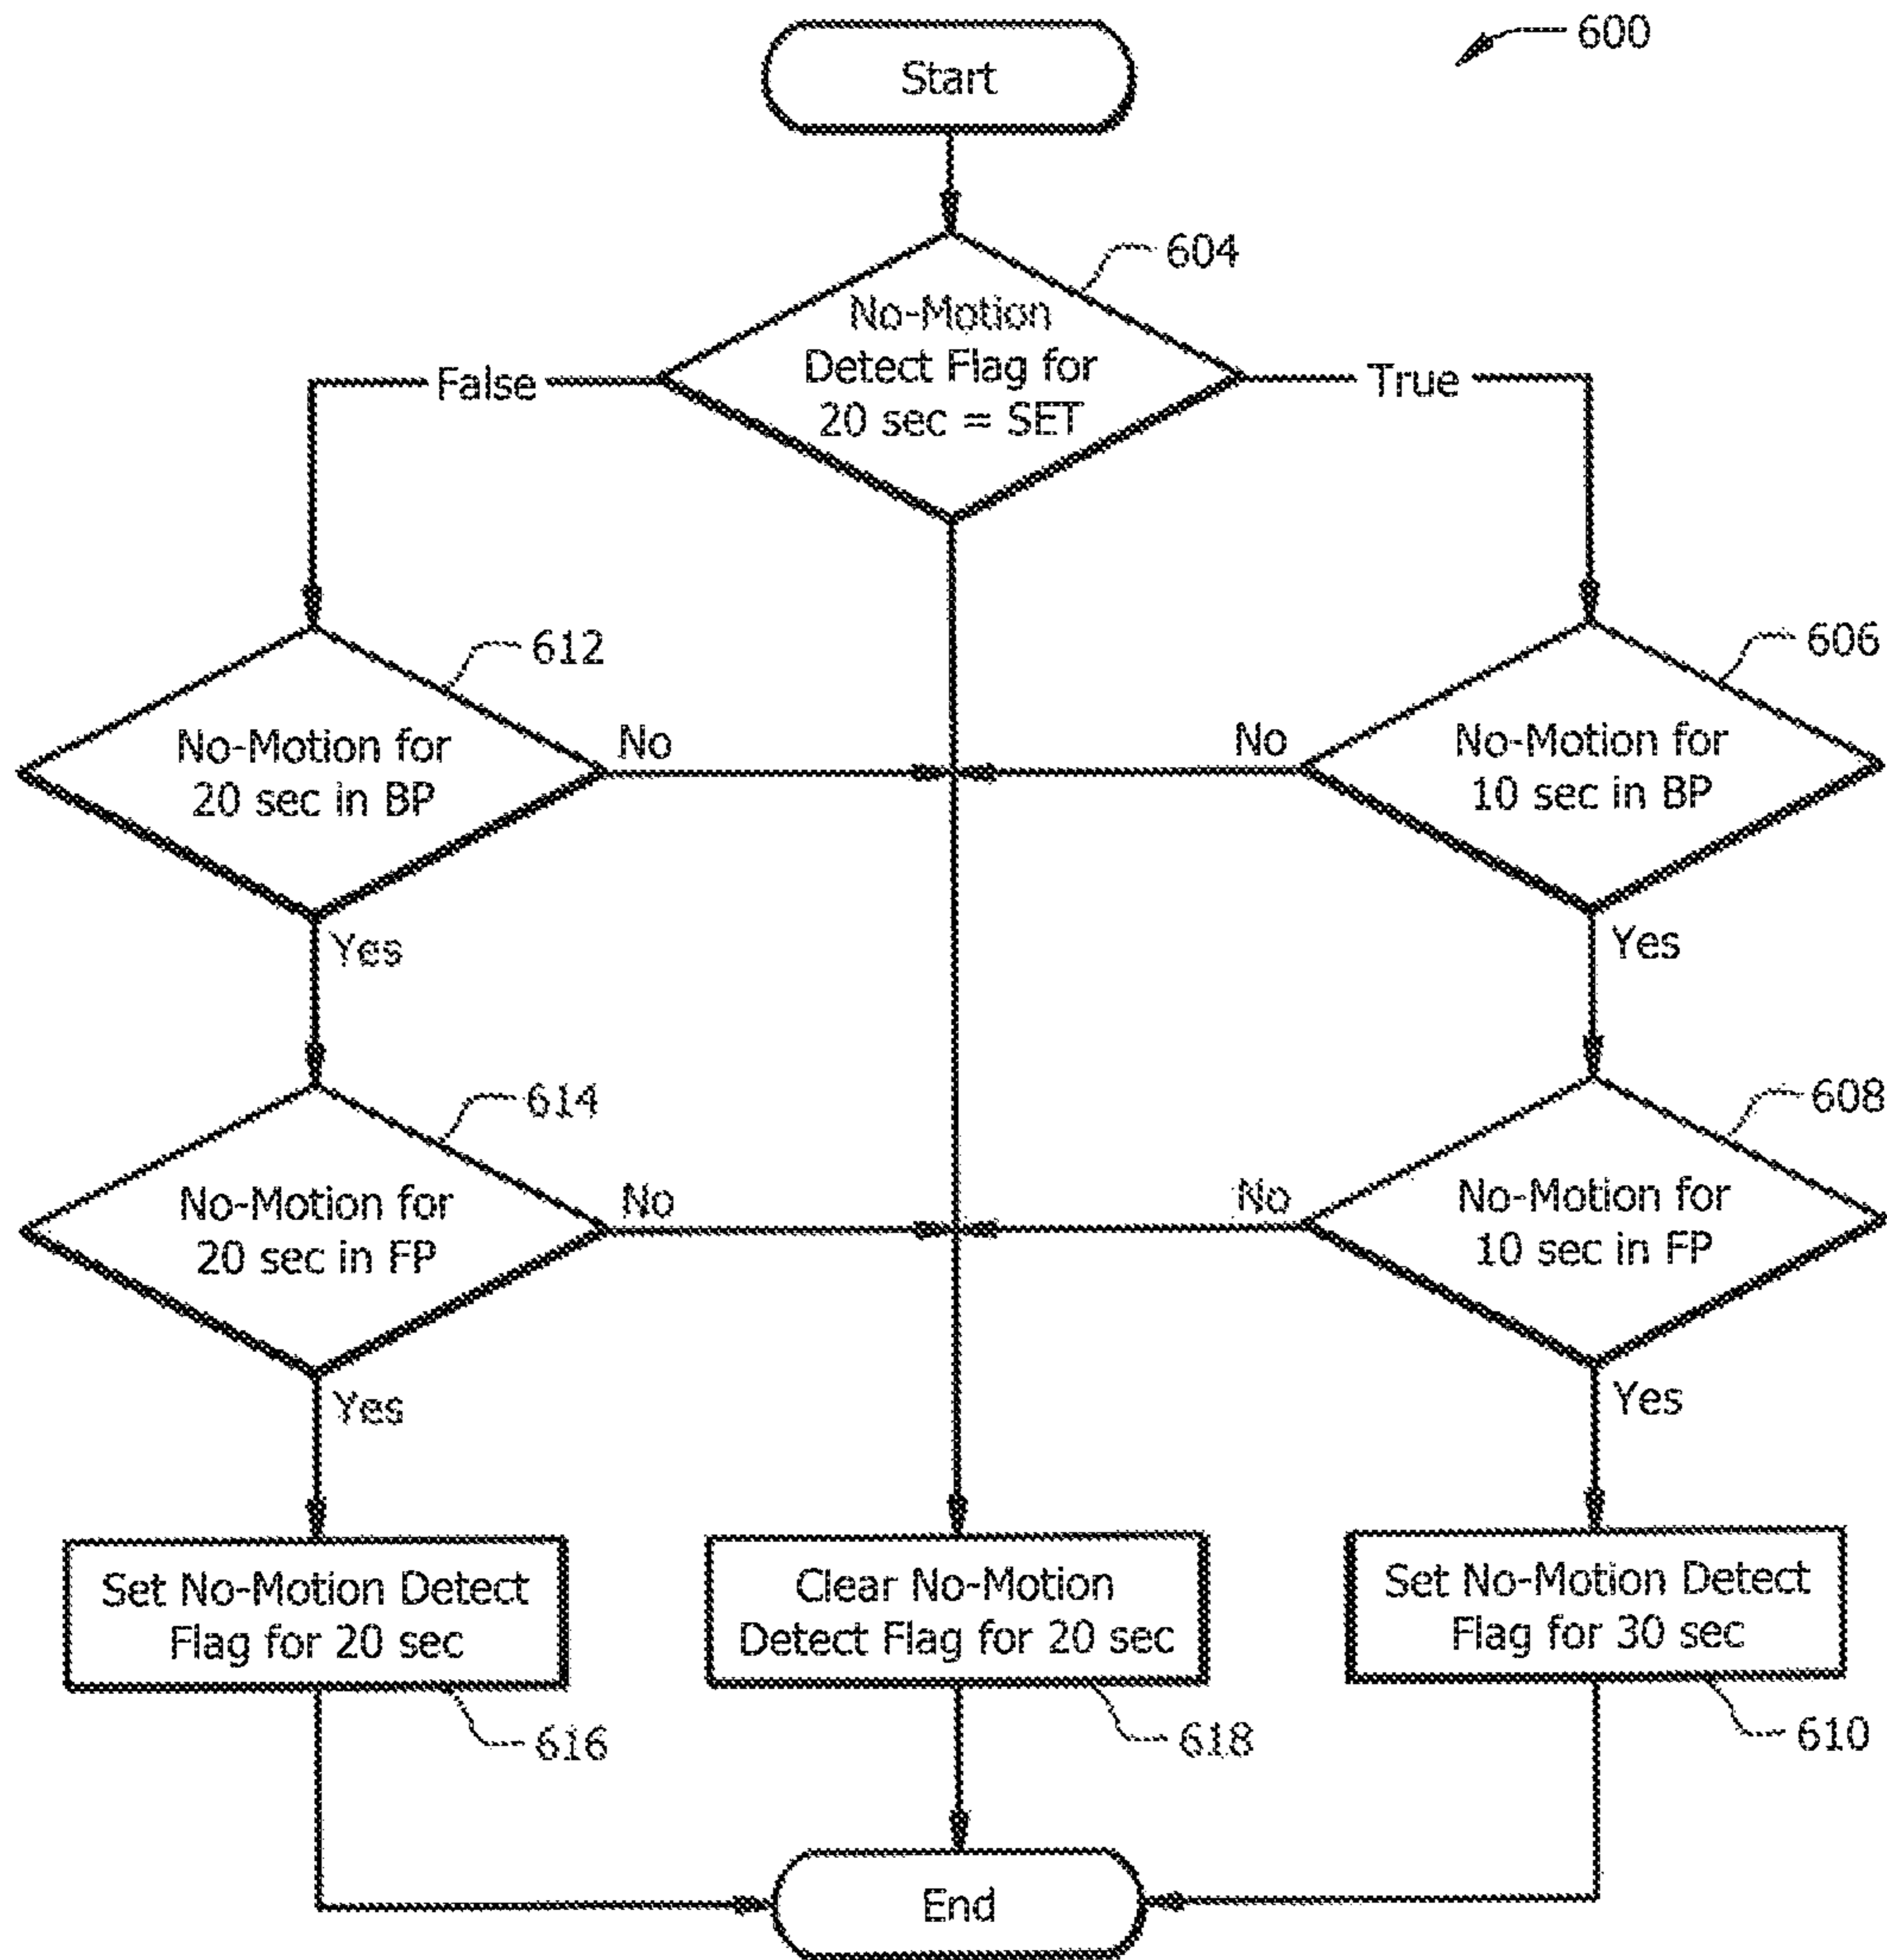 600
Start
604
No-Motion
Detect Flag for
20 sec = SET
False
True
612
606
No-Motion for
20 sec in BP
No
No
No-Motion for
10 sec in BP
Yes
Yes
614
608
No-Motion for
20 sec in FP
No
No
No-Motion for
10 sec in FP
Yes
Yes
Set No-Motion Detect
Flag for 20 sec
Clear No-Motion
Detect Flag for 20 sec
Set No-Motion Detect
Flag for 30 sec
616
618
610
End